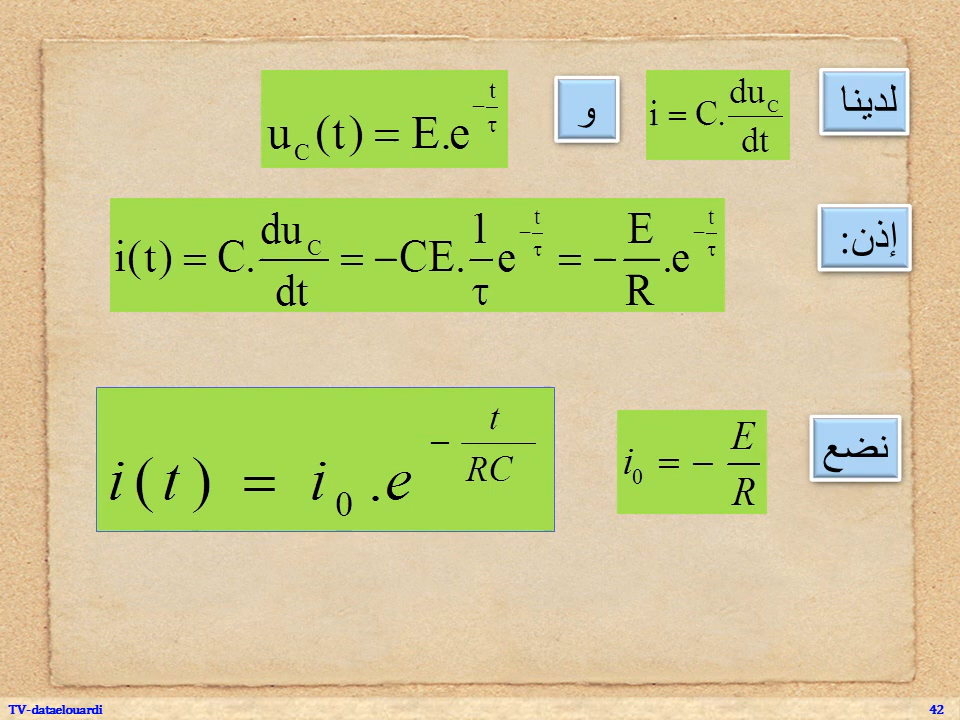 لدينا i = C.du_C/dt و u_C(t) = E.e^(−t/τ)
إذن: i(t) = C.du_C/dt = −CE.1/τ e^(−t/τ) = −E/R .e^(−t/τ)
نضع i_0 = −E/R i(t) = i_0.e^(−t/RC)
TV-dataelouardi 42